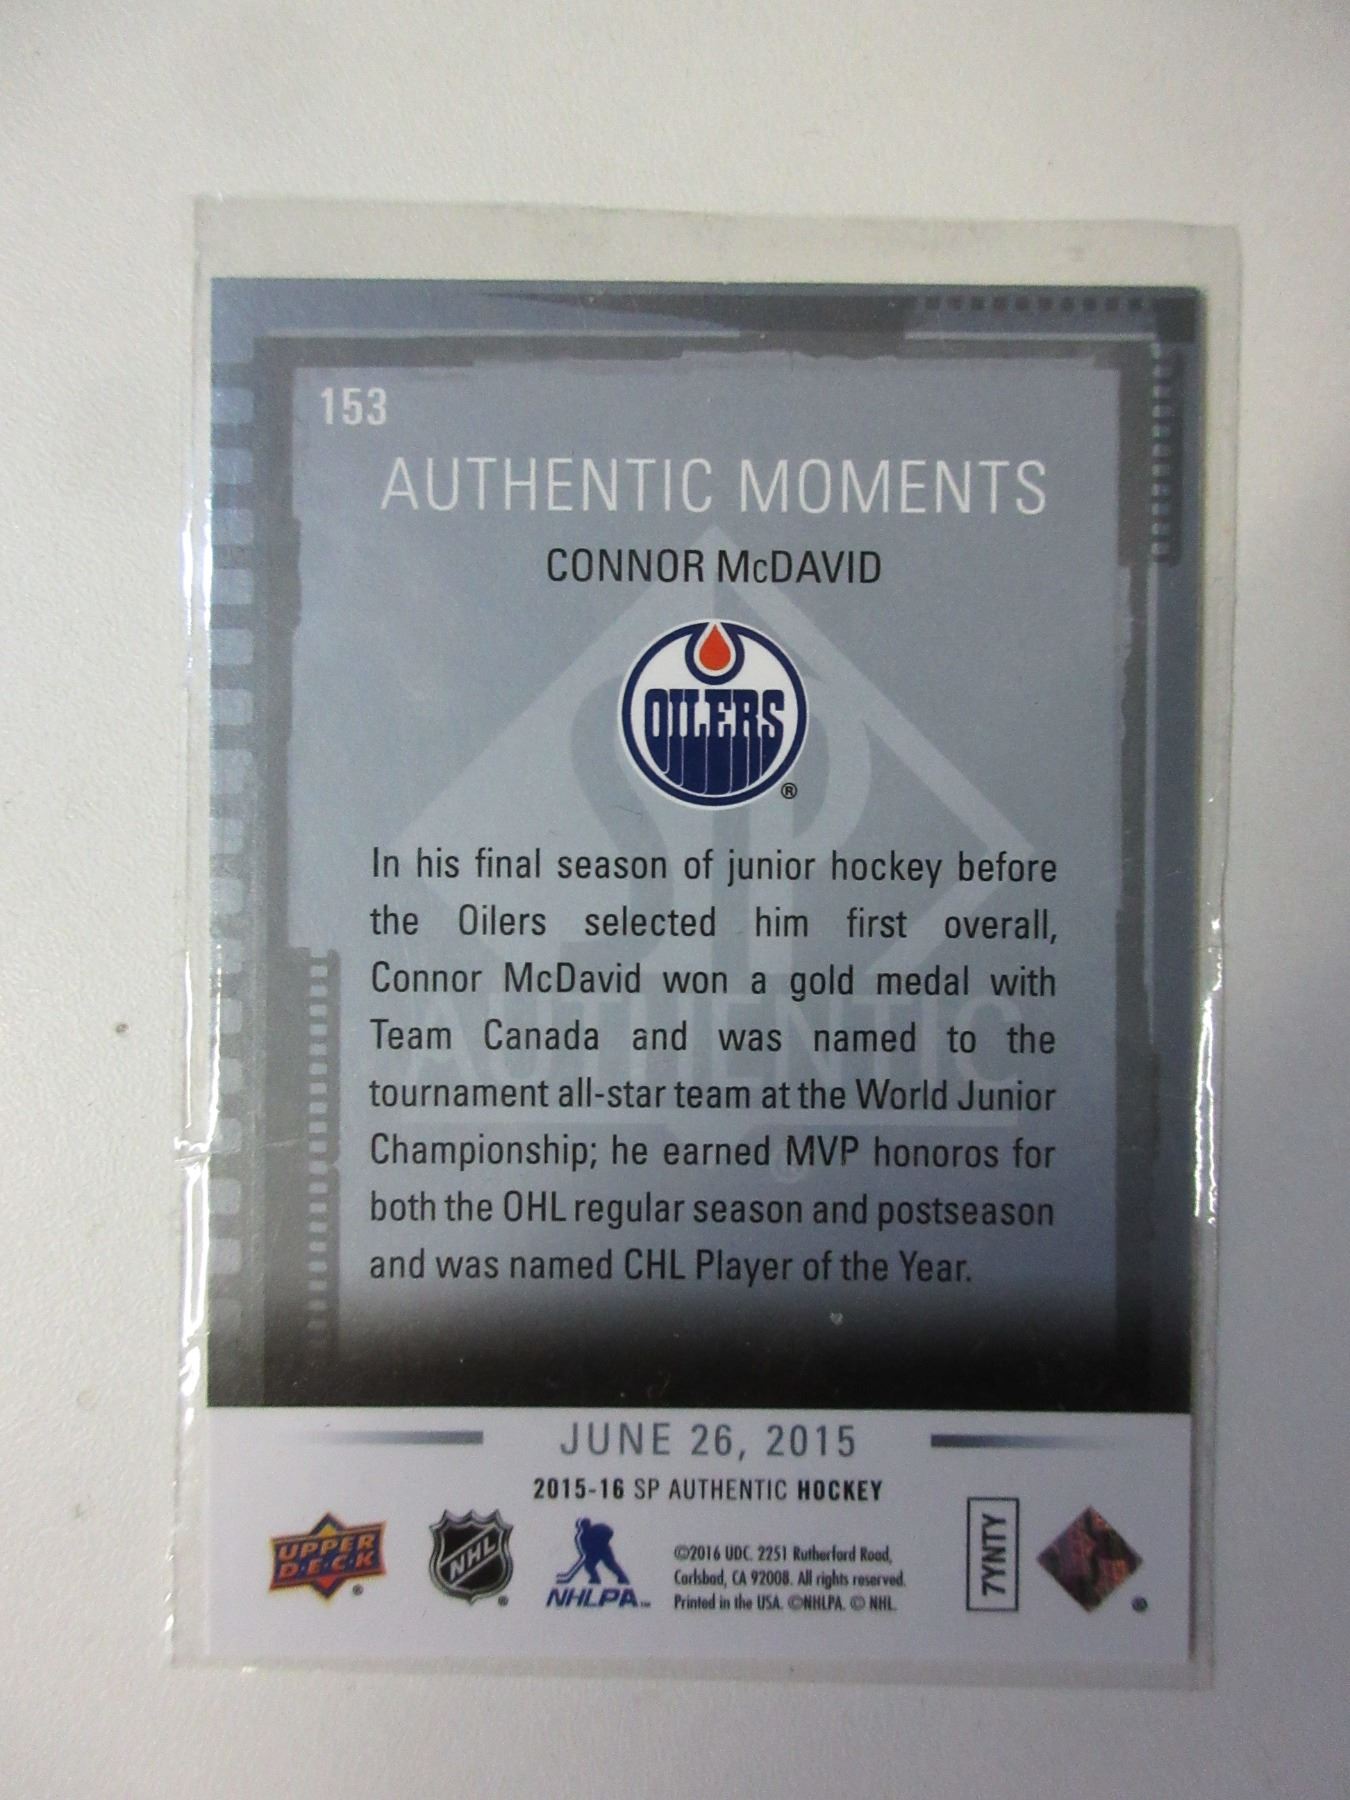 153
AUTHENTIC MOMENTS
CONNOR McDAVID
OILERS
®
In his final season of junior hockey before
the Oilers selected him first overall,
Connor McDavid won a gold medal with
Team Canada and was named to the
tournament all-star team at the World Junior
Championship; he earned MVP honoros for
both the OHL regular season and postseason
and was named CHL Player of the Year.
SP
AUTHENTIC
JUNE 26, 2015
2015-16 SP AUTHENTIC HOCKEY
UPPER
D·E·C·K
®
NHL
®
NHLPA™
©2016 UDC. 2251 Rutherford Road,
Carlsbad, CA 92008. All rights reserved.
Printed in the USA. ©NHLPA. © NHL.
7YNTY
®